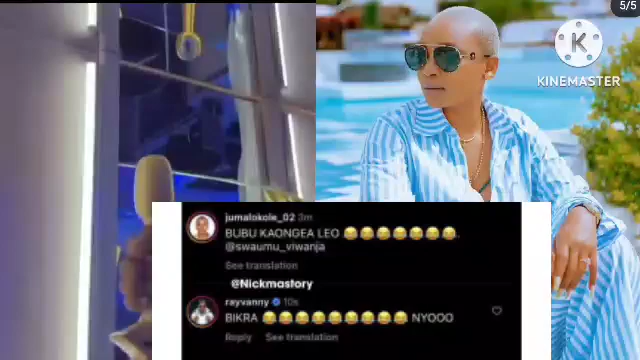 5/5
KINEMASTER
jumalokole_02 3m
BUBU KAONGEA LEO 😂😂😂😂😂😂😂.
@swaumu_viwanja
See translation
@Nickmastory
rayvanny 10s
BIKRA 😂😂😂😂😂😂😂😂😂 NYOOO
Reply See translation